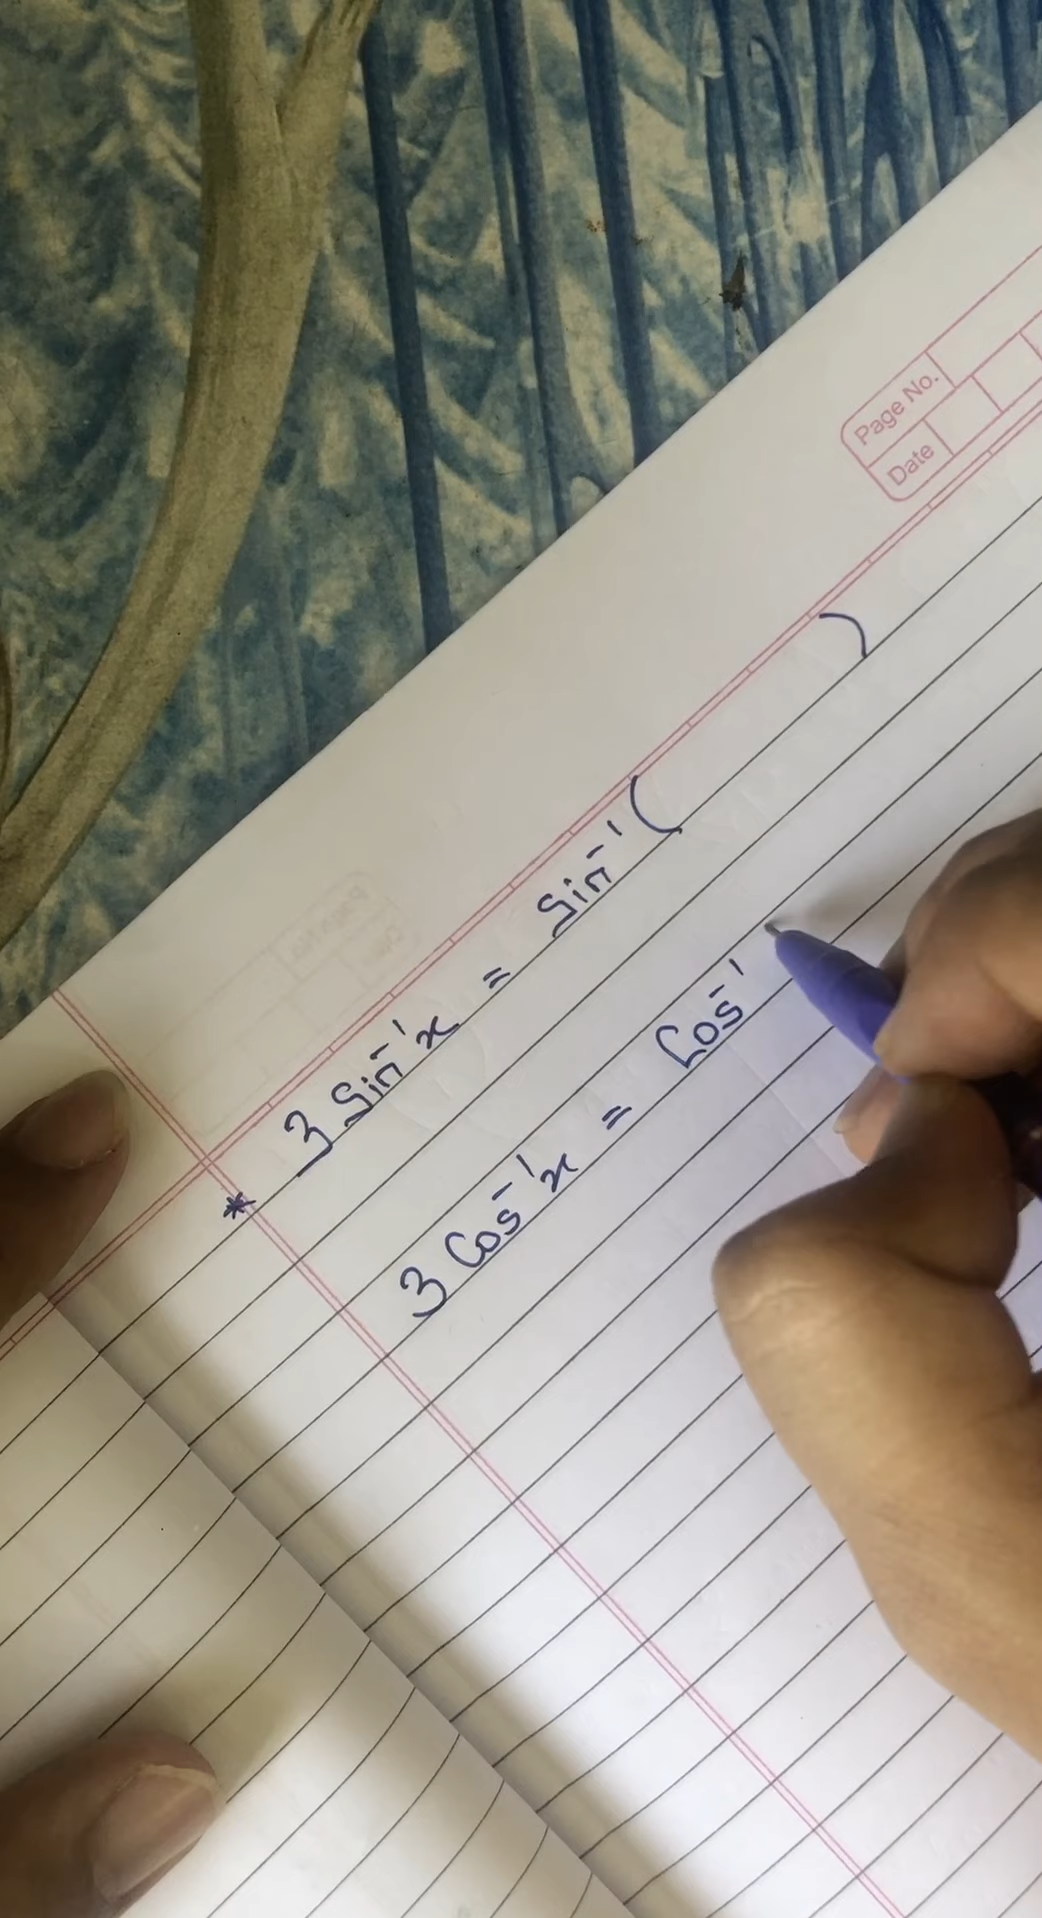 Page No.
Date
* 3 Sin⁻¹x = Sin⁻¹( )
3 Cos⁻¹x = Cos⁻¹